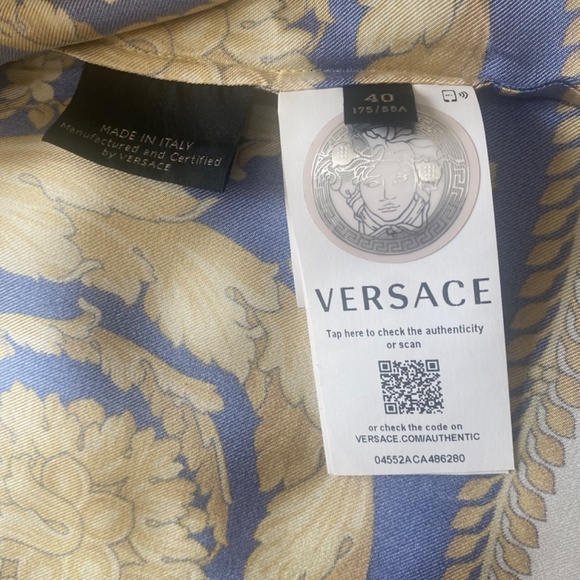 MADE IN ITALY
Manufactured and Certified
by VERSACE
40
175/88A
VERSACE
Tap here to check the authenticity
or scan
or check the code on
VERSACE.COM/AUTHENTIC
04552ACA486280